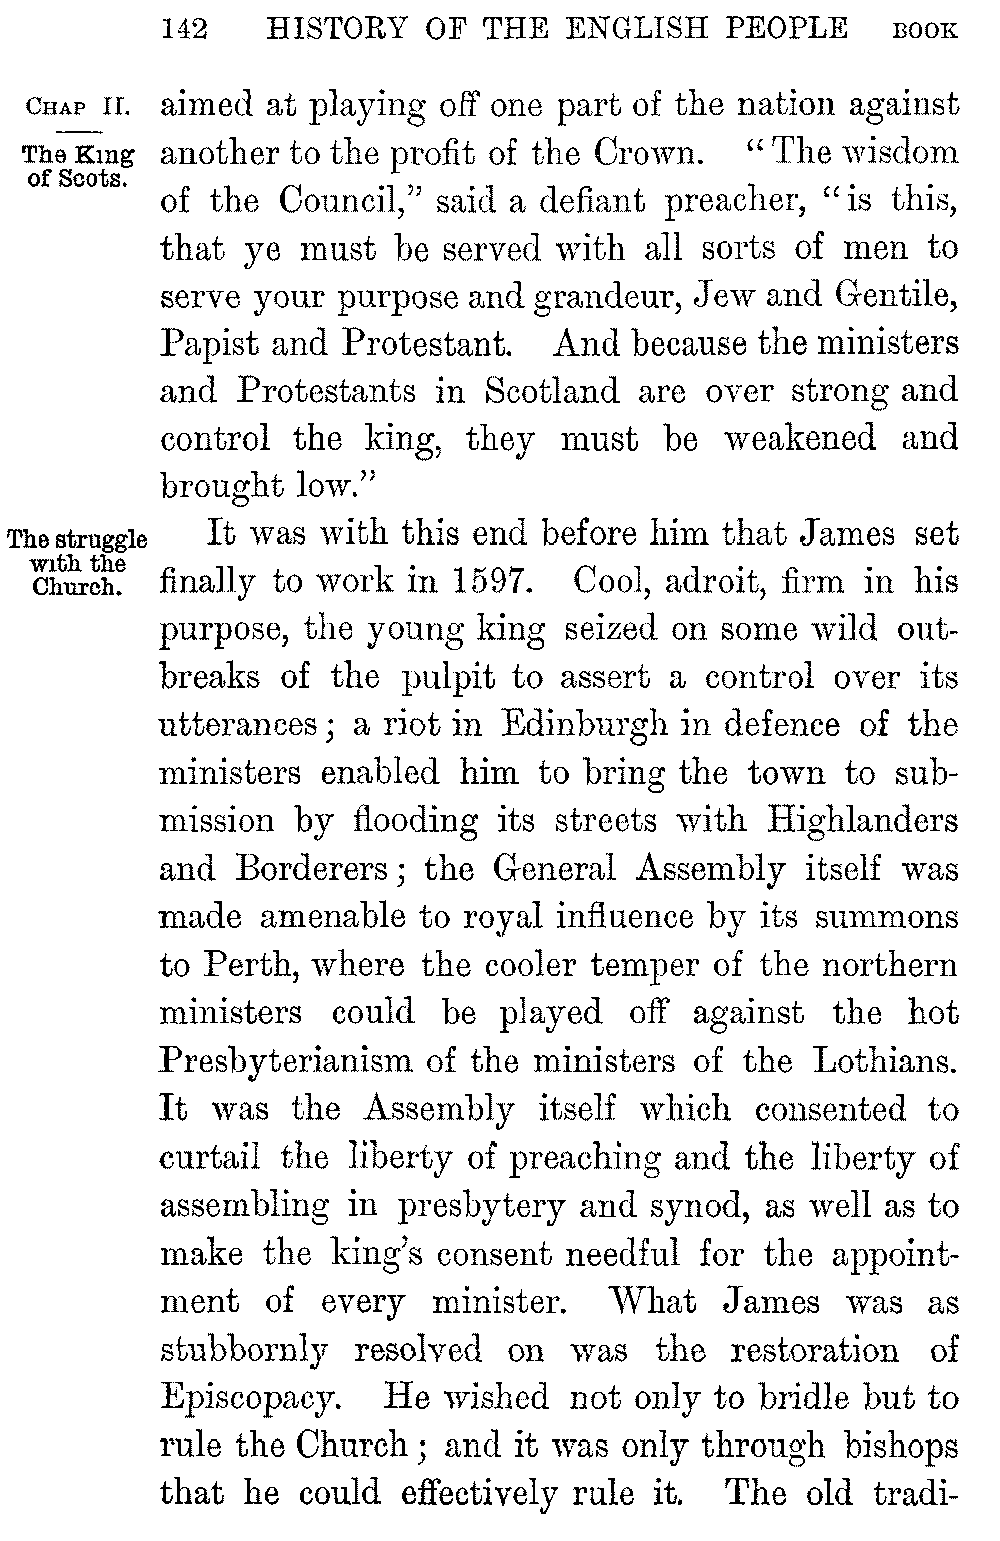 142 HISTORY OF THE ENGLISH PEOPLE BOOK
CHAP II.
The King
of Scots.
aimed at playing off one part of the nation against
another to the profit of the Crown. “The wisdom
of the Council,” said a defiant preacher, “is this,
that ye must be served with all sorts of men to
serve your purpose and grandeur, Jew and Gentile,
Papist and Protestant. And because the ministers
and Protestants in Scotland are over strong and
control the king, they must be weakened and
brought low.”
The struggle
with the
Church.
It was with this end before him that James set
finally to work in 1597. Cool, adroit, firm in his
purpose, the young king seized on some wild out-
breaks of the pulpit to assert a control over its
utterances; a riot in Edinburgh in defence of the
ministers enabled him to bring the town to sub-
mission by flooding its streets with Highlanders
and Borderers; the General Assembly itself was
made amenable to royal influence by its summons
to Perth, where the cooler temper of the northern
ministers could be played off against the hot
Presbyterianism of the ministers of the Lothians.
It was the Assembly itself which consented to
curtail the liberty of preaching and the liberty of
assembling in presbytery and synod, as well as to
make the king’s consent needful for the appoint-
ment of every minister. What James was as
stubbornly resolved on was the restoration of
Episcopacy. He wished not only to bridle but to
rule the Church; and it was only through bishops
that he could effectively rule it. The old tradi-